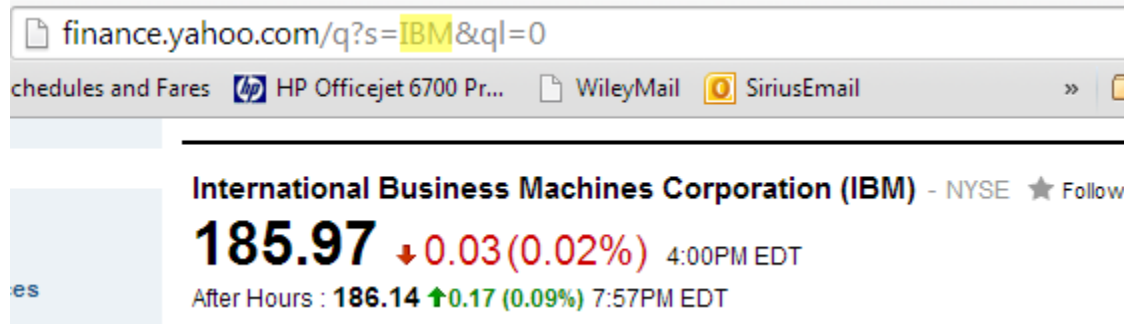 finance.yahoo.com/q?s=IBM&ql=0
chedules and Fares hp HP Officejet 6700 Pr... WileyMail O SiriusEmail »
International Business Machines Corporation (IBM) - NYSE ★ Follow
185.97 ↓0.03(0.02%) 4:00PM EDT
ces
After Hours : 186.14 ↑0.17 (0.09%) 7:57PM EDT